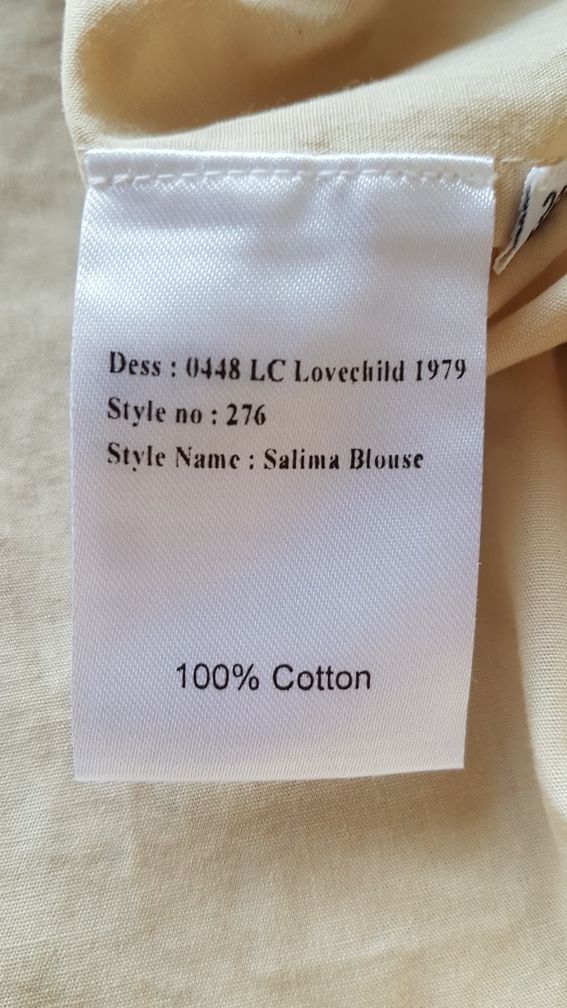 Dess : 0448 LC Lovechild 1979
Style no : 276
Style Name : Salima Blouse
100% Cotton